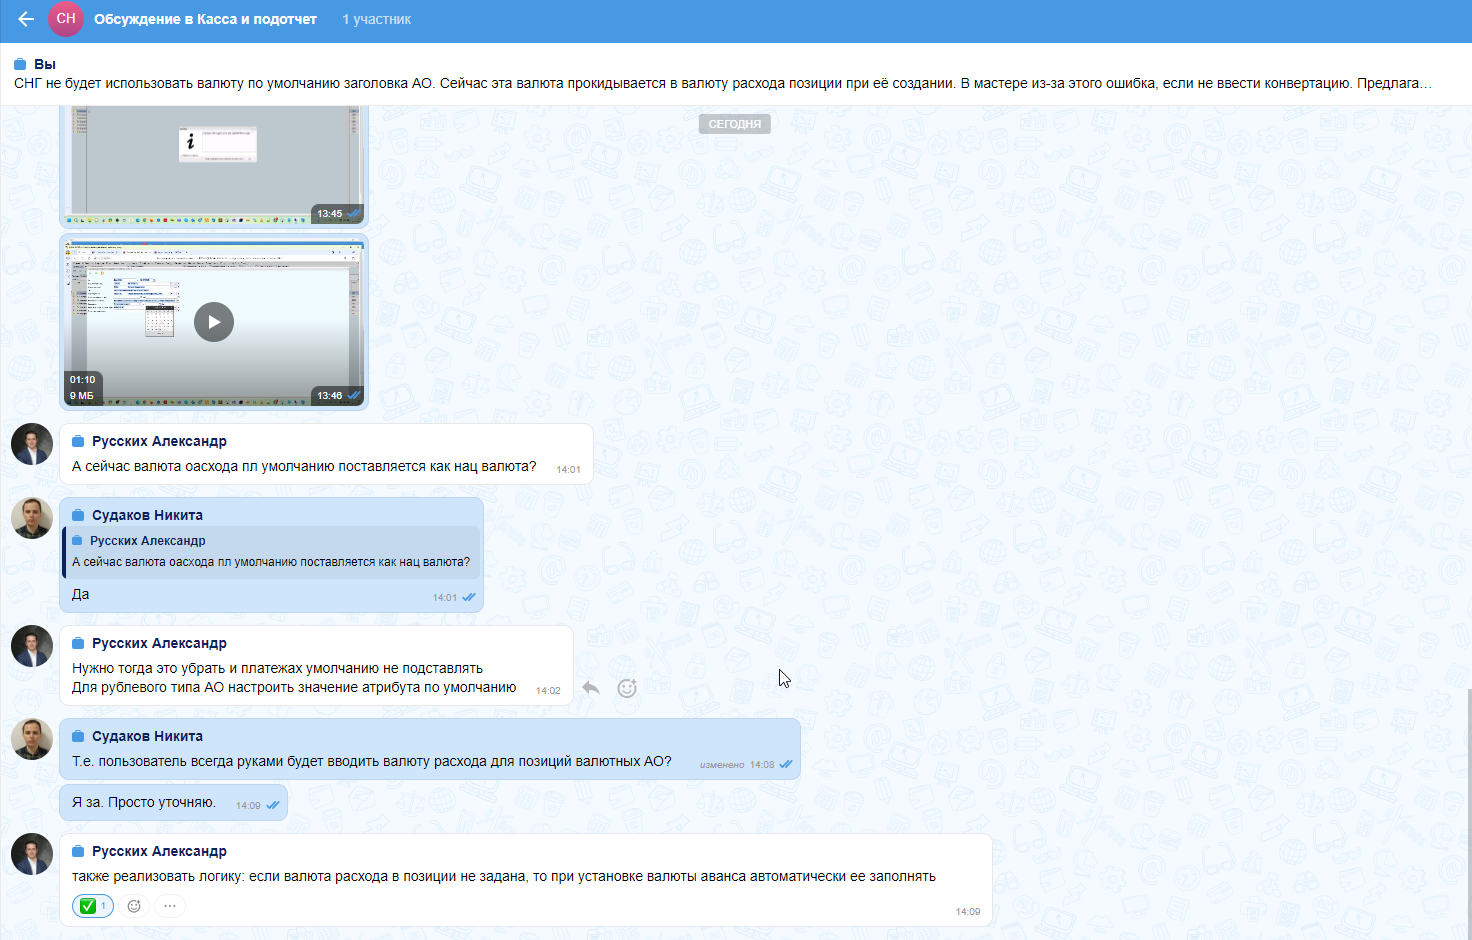 СН Обсуждение в Касса и подотчет 1 участник
Вы
СНГ не будет использовать валюту по умолчанию заголовка АО. Сейчас эта валюта прокидывается в валюту расхода позиции при её создании. В мастере из-за этого ошибка, если не ввести конвертацию. Предлага…
СЕГОДНЯ
13:45
01:10
9 МБ
13:46
Русских Александр
А сейчас валюта оасхода пл умолчанию поставляется как нац валюта? 14:01
Судаков Никита
Русских Александр
А сейчас валюта оасхода пл умолчанию поставляется как нац валюта?
Да 14:01
Русских Александр
Нужно тогда это убрать и платежах умолчанию не подставлять
Для рублевого типа АО настроить значение атрибута по умолчанию 14:02
Судаков Никита
Т.е. пользователь всегда руками будет вводить валюту расхода для позиций валютных АО? изменено 14:08
Я за. Просто уточняю. 14:09
Русских Александр
также реализовать логику: если валюта расхода в позиции не задана, то при установке валюты аванса автоматически ее заполнять
1
14:09